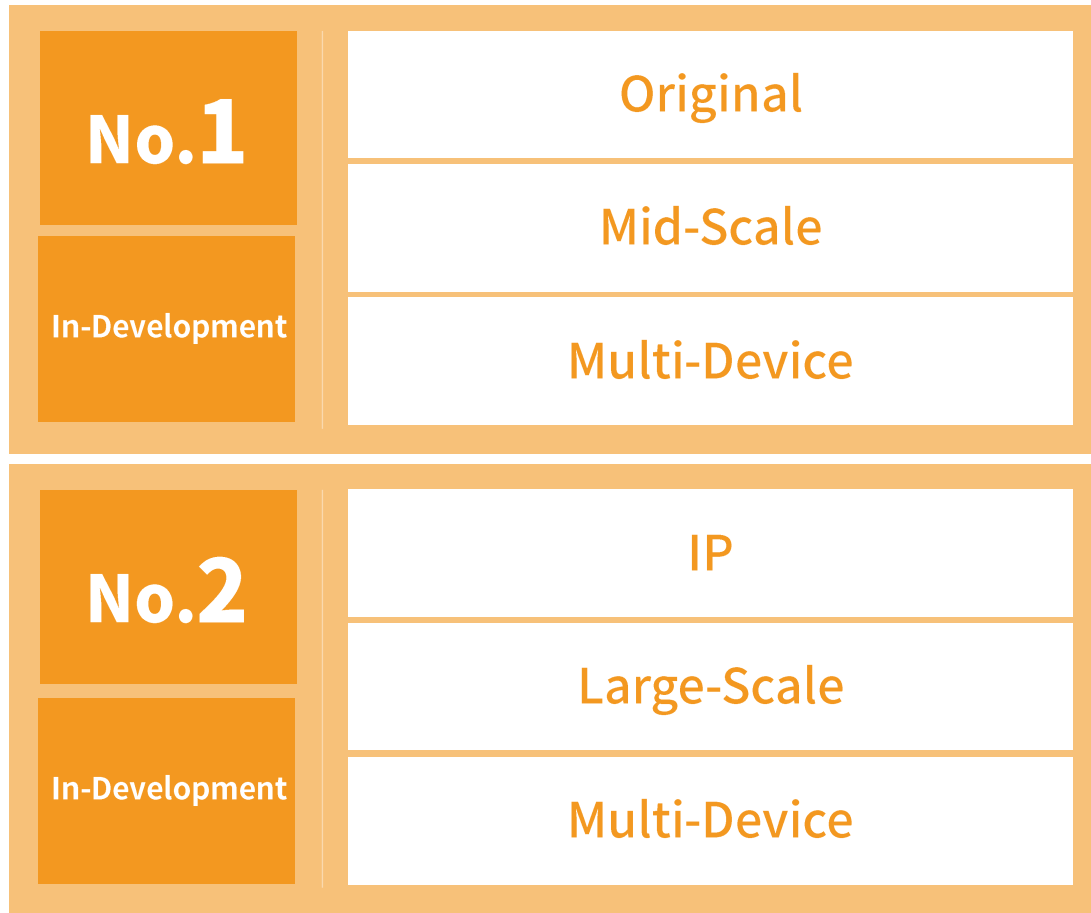 No.1
In-Development
Original
Mid-Scale
Multi-Device
No.2
In-Development
IP
Large-Scale
Multi-Device